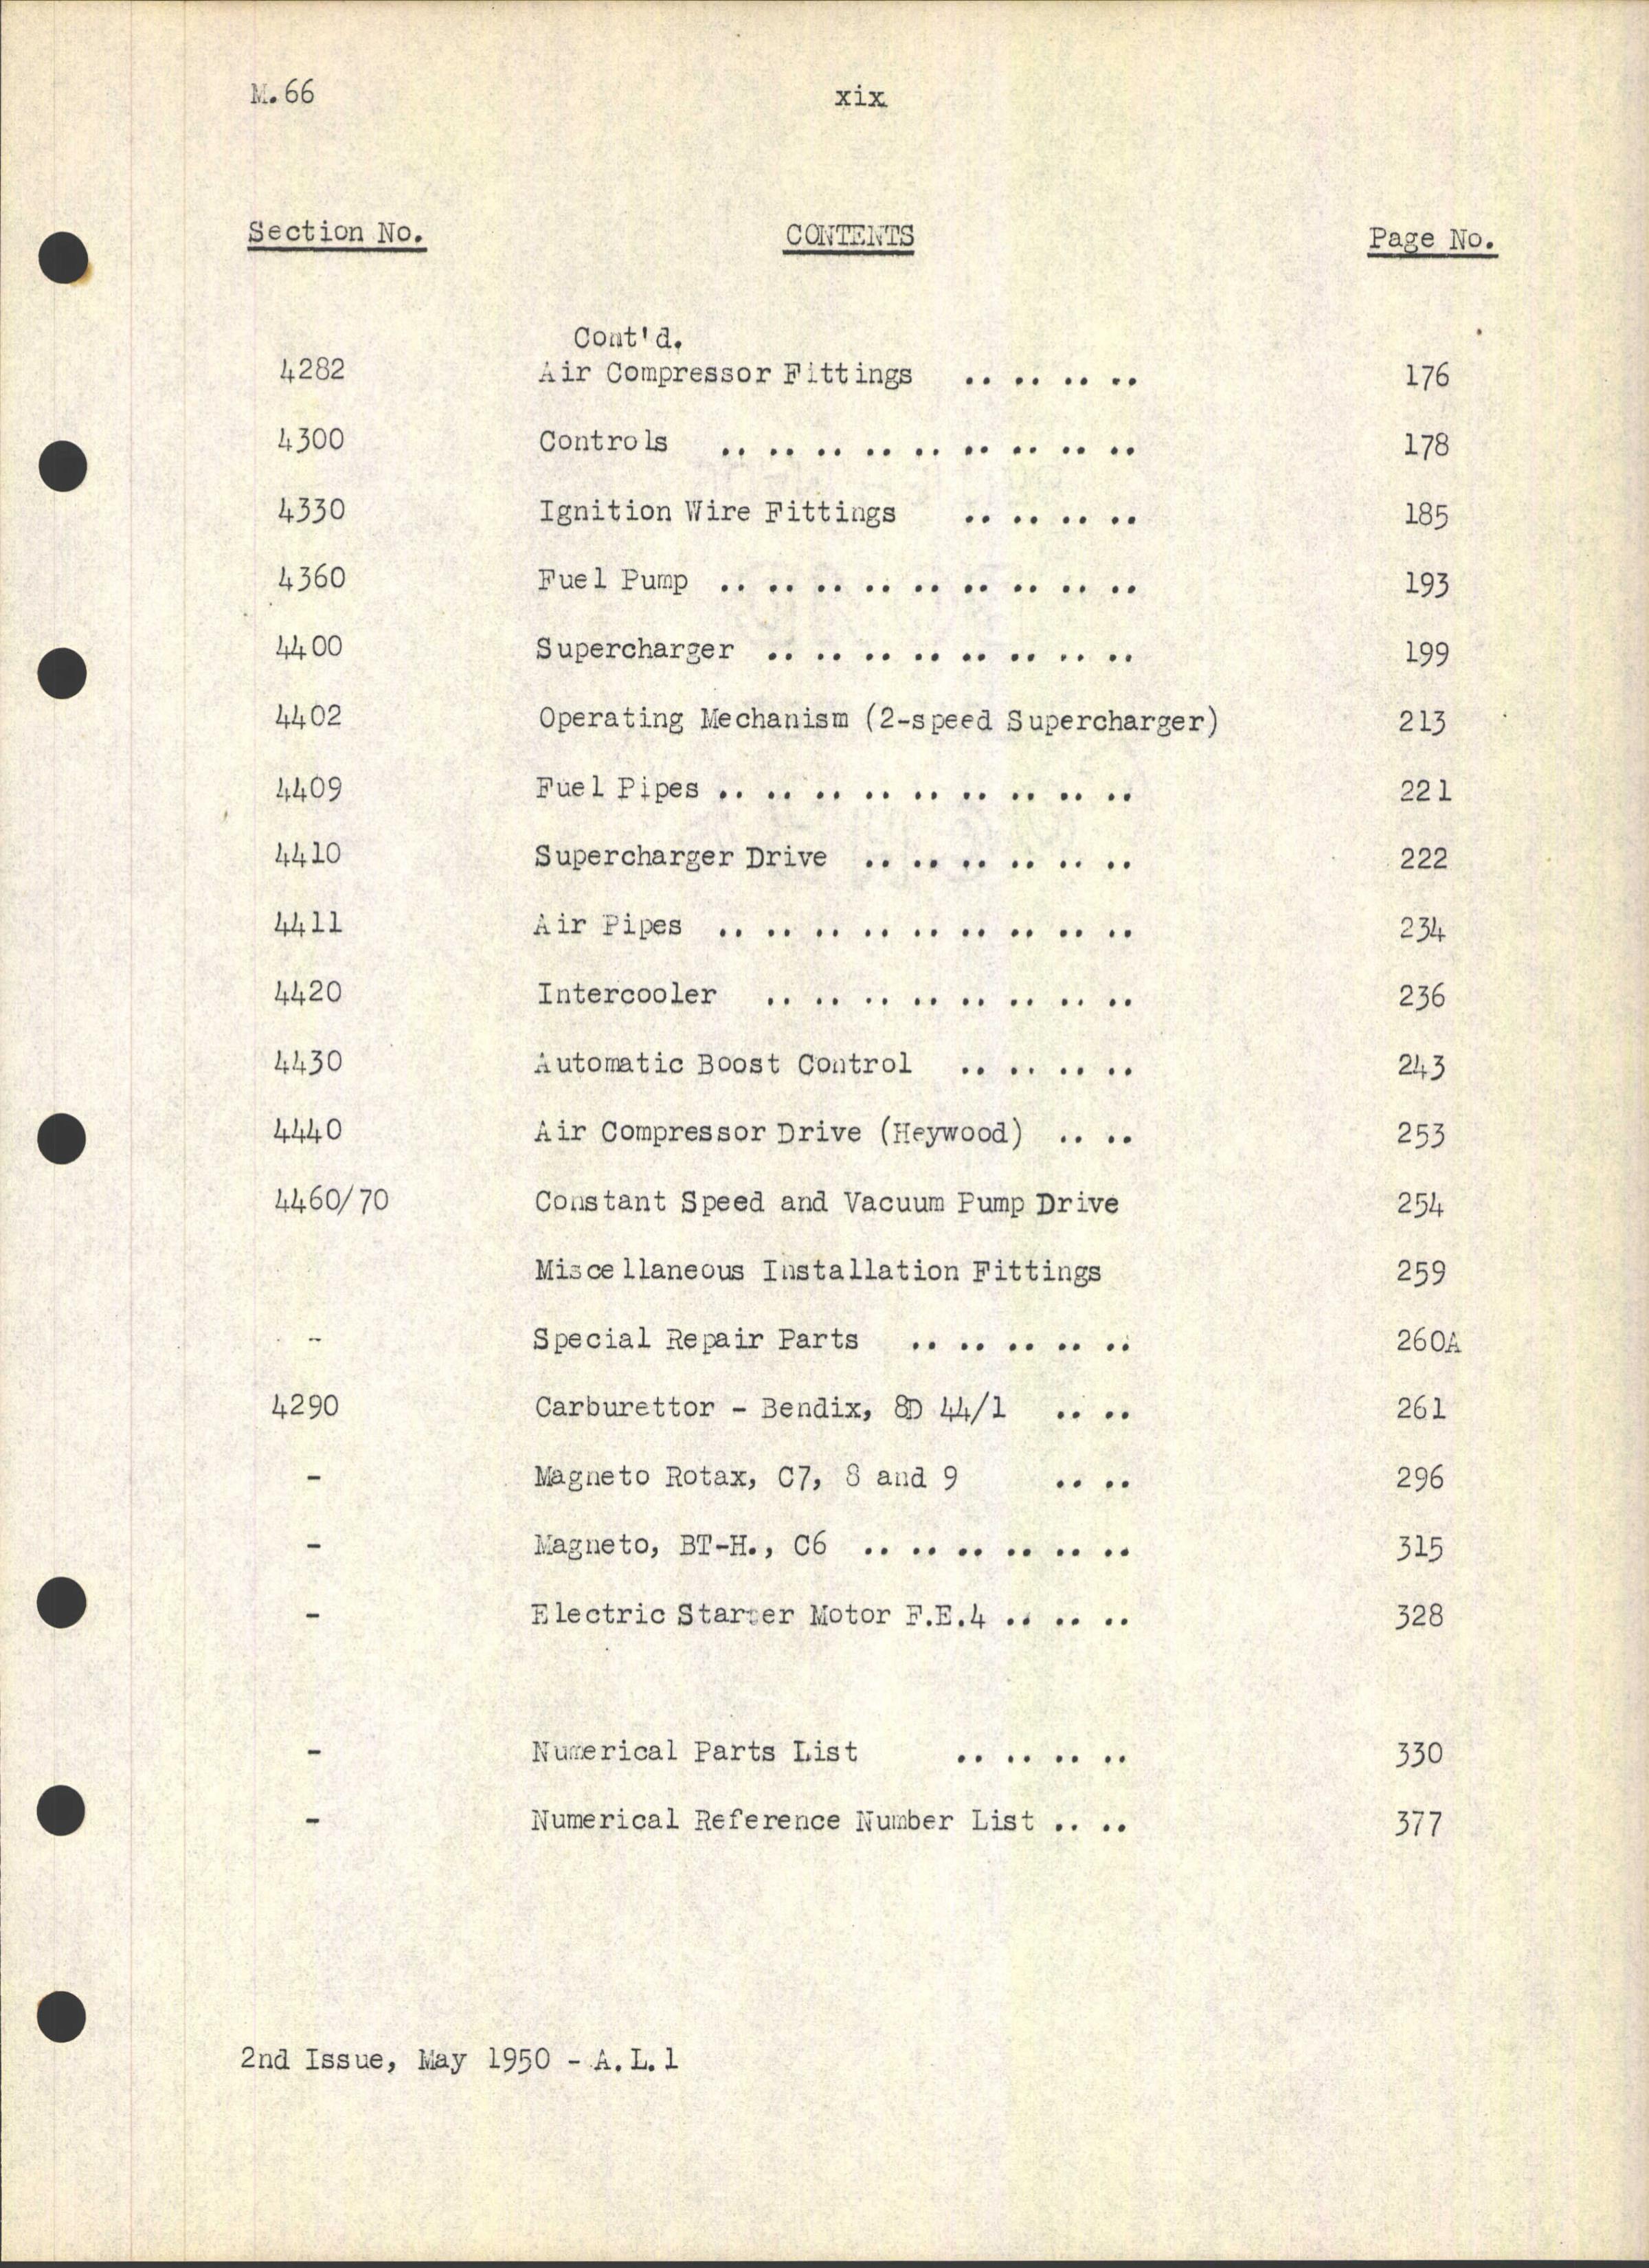 M.66 xix
Section No. CONTENTS Page No.
Cont'd.
4282 Air Compressor Fittings .. .. .. .. 176
4300 Controls .. .. .. .. .. .. .. .. .. 178
4330 Ignition Wire Fittings .. .. .. .. 185
4360 Fuel Pump .. .. .. .. .. .. .. .. .. 193
4400 Supercharger .. .. .. .. .. .. .. .. 199
4402 Operating Mechanism (2-speed Supercharger) 213
4409 Fuel Pipes .. .. .. .. .. .. .. .. .. 221
4410 Supercharger Drive .. .. .. .. .. .. 222
4411 Air Pipes .. .. .. .. .. .. .. .. .. 234
4420 Intercooler .. .. .. .. .. .. .. .. 236
4430 Automatic Boost Control .. .. .. .. 243
4440 Air Compressor Drive (Heywood) .. .. 253
4460/70 Constant Speed and Vacuum Pump Drive 254
Miscellaneous Installation Fittings 259
- Special Repair Parts .. .. .. .. .. 260A
4290 Carburettor - Bendix, 8D 44/1 .. .. 261
- Magneto Rotax, C7, 8 and 9 .. .. 296
- Magneto, BT-H., C6 .. .. .. .. .. .. 315
- Electric Starter Motor F.E.4 .. .. .. 328
- Numerical Parts List .. .. .. .. 330
- Numerical Reference Number List .. .. 377
2nd Issue, May 1950 - A.L.1